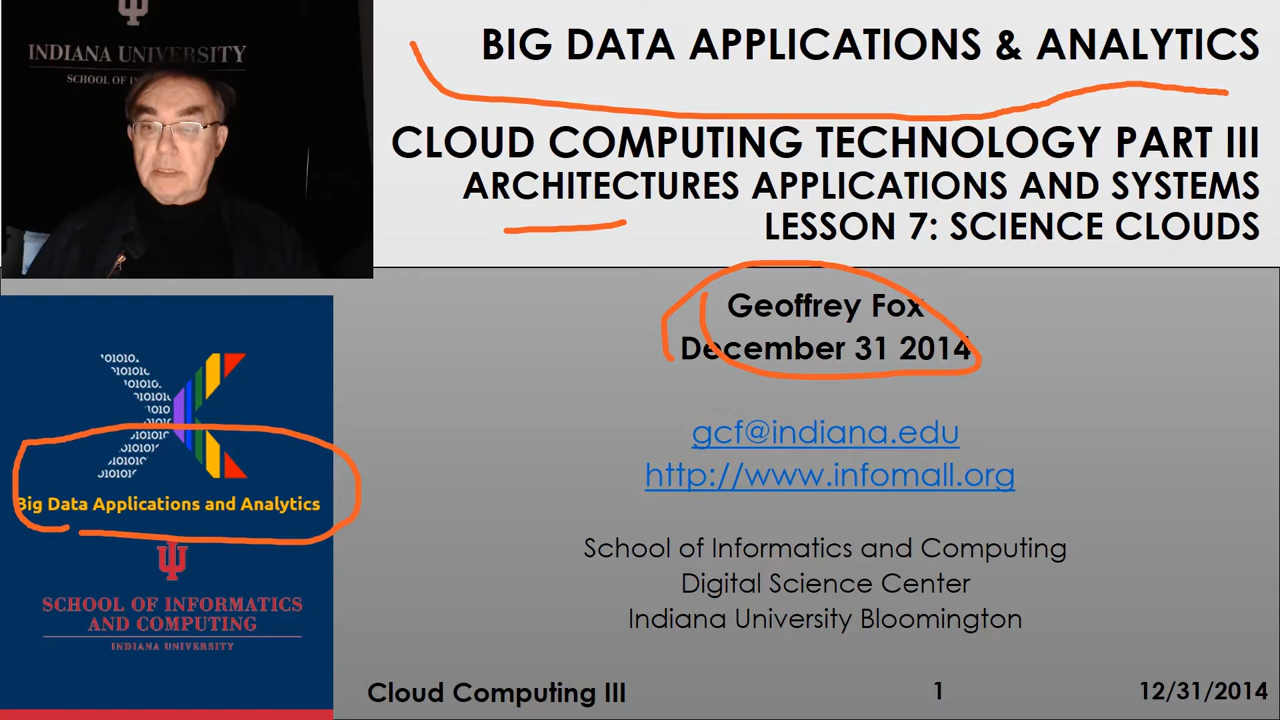 INDIANA UNIVERSITY
BIG DATA APPLICATIONS & ANALYTICS
CLOUD COMPUTING TECHNOLOGY PART III
ARCHITECTURES APPLICATIONS AND SYSTEMS
LESSON 7: SCIENCE CLOUDS
Geoffrey Fox
December 31 2014
gcf@indiana.edu
http://www.infomall.org
School of Informatics and Computing
Digital Science Center
Indiana University Bloomington
Big Data Applications and Analytics
SCHOOL OF INFORMATICS
AND COMPUTING
INDIANA UNIVERSITY
Cloud Computing III
1
12/31/2014